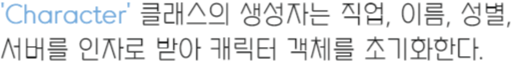 'Character' 클래스의 생성자는 직업, 이름, 성별,
서버를 인자로 받아 캐릭터 객체를 초기화한다.